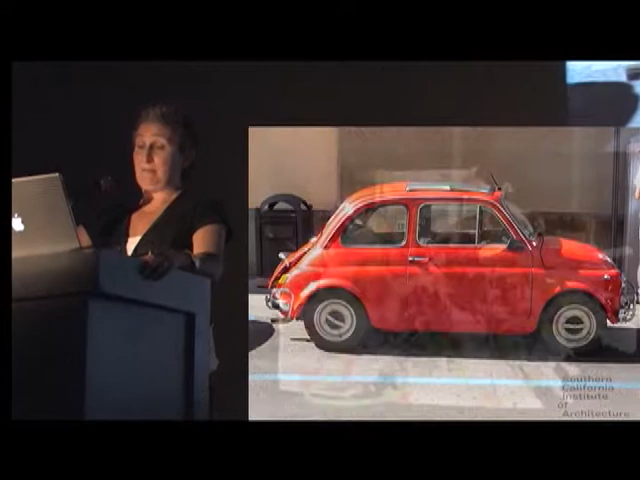 Southern
California
Institute
of
Architecture